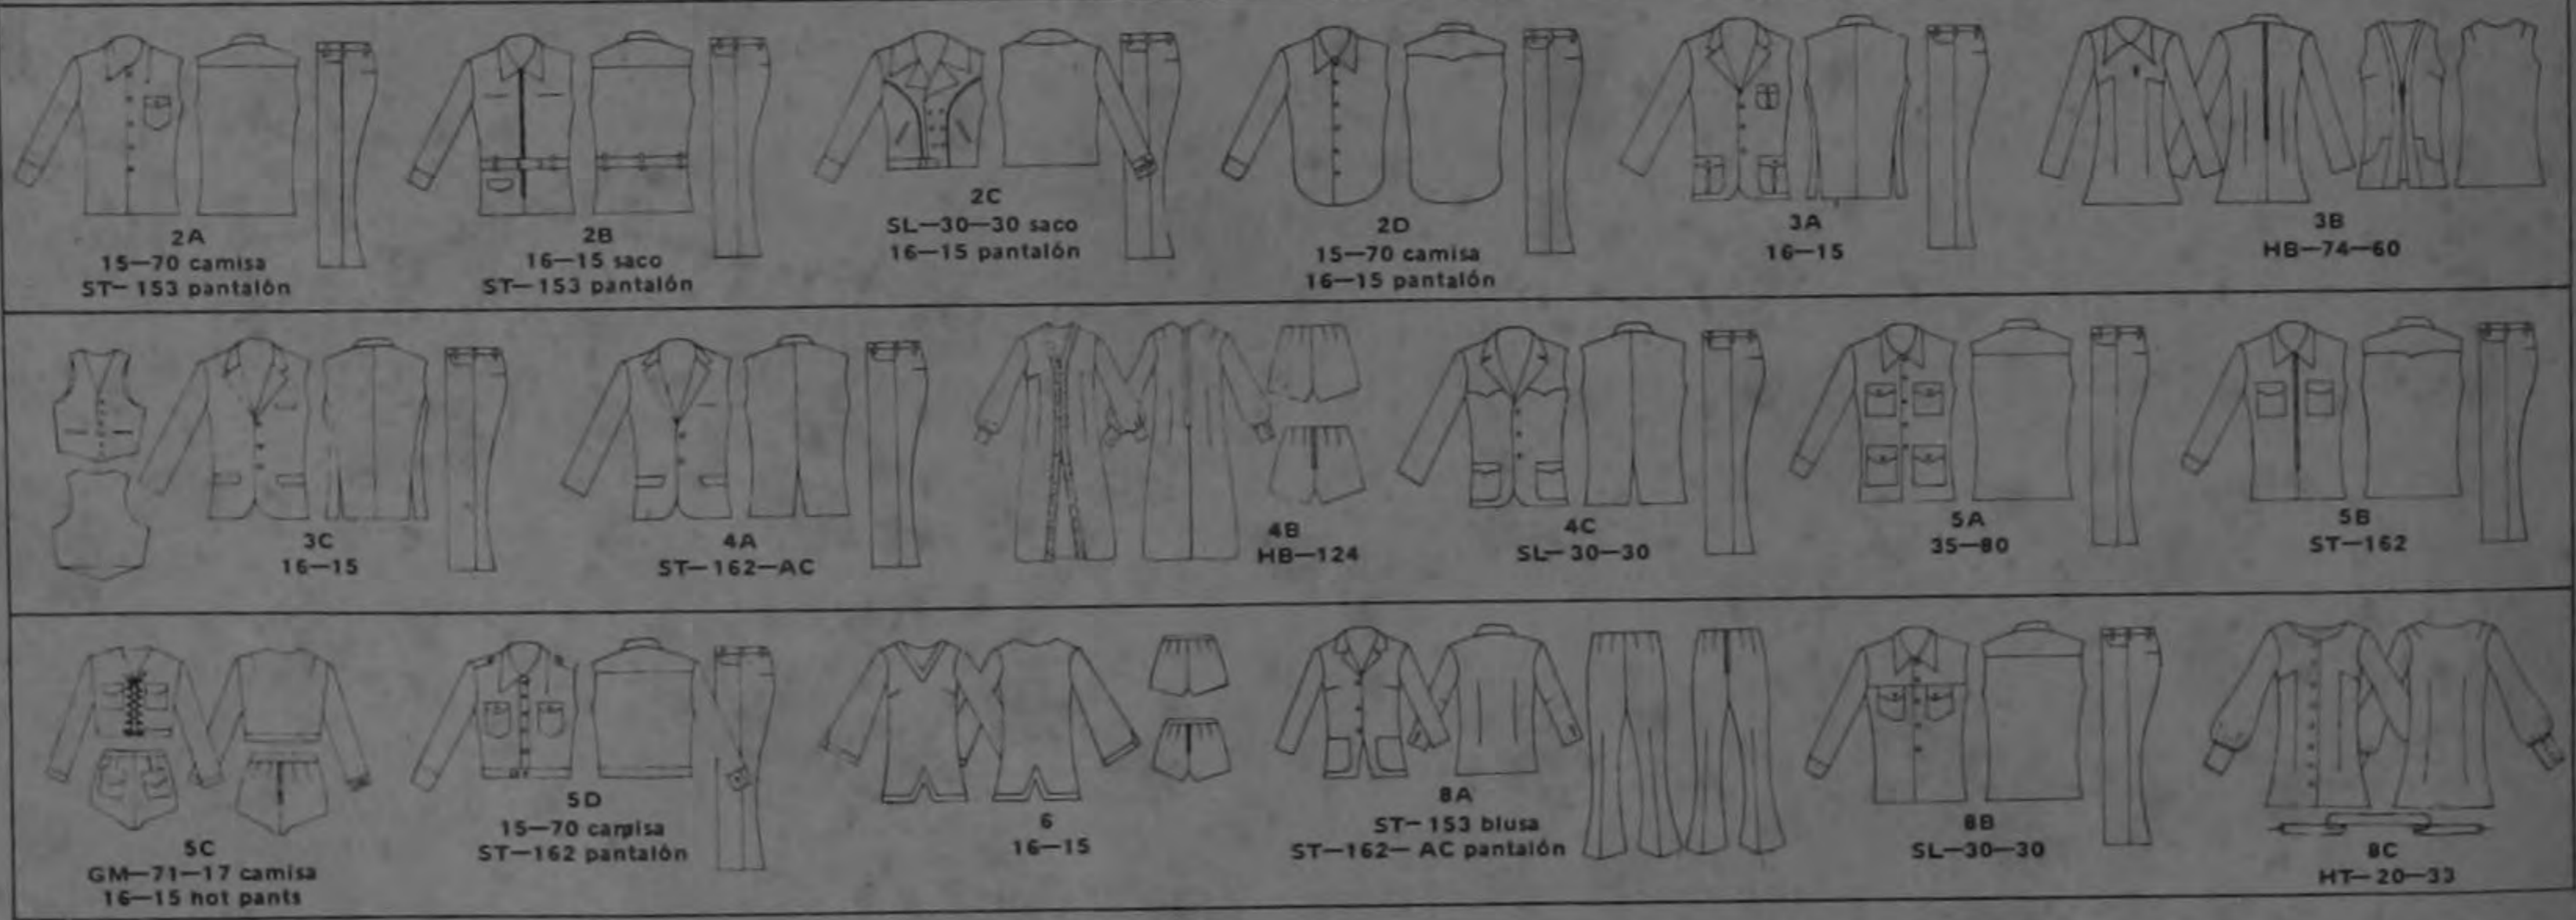 2A
15—70 camisa
ST—153 pantalón
2B
16—15 saco
ST—153 pantalón
2C
SL—30—30 saco
16—15 pantalón
2D
15—70 camisa
16—15 pantalón
3A
16—15
3B
HB—74—60
3C
16—15
4A
ST—162—AC
4B
HB—124
4C
SL—30—30
5A
35—80
5B
ST—162
5C
GM—71—17 camisa
16—15 hot pants
5D
15—70 camisa
ST—162 pantalón
6
16—15
8A
ST—153 blusa
ST—162—AC pantalón
8B
SL—30—30
8C
HT—20—33